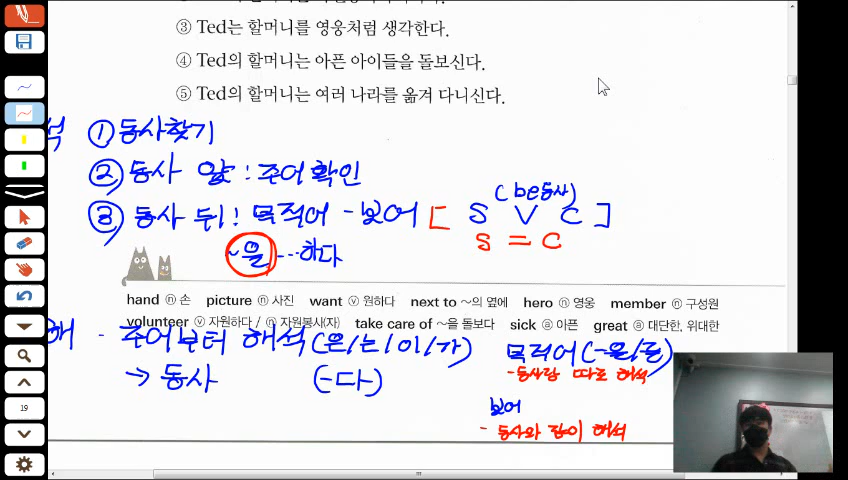 ③ Ted는 할머니를 영웅처럼 생각한다.
④ Ted의 할머니는 아픈 아이들을 돌보신다.
⑤ Ted의 할머니는 여러 나라를 옮겨 다니신다.
석 ① 동사찾기
② 동사 앞 : 주어확인
(be동사)
③ 동사 뒤 : 목적어 - 보어 [ S V C ]
S = C
~을 ---하다
hand ⓝ 손 picture ⓝ 사진 want ⓥ 원하다 next to ~의 옆에 hero ⓝ 영웅 member ⓝ 구성원
volunteer ⓥ 자원하다 / ⓝ 자원봉사(자) take care of ~을 돌보다 sick ⓐ 아픈 great ⓐ 대단한, 위대한
해 - 주어부터 해석 (은/는/이/가) 목적어 (-을/를)
→ 동사 (-다) - 동사랑 따로 해석
보어
- 동사와 같이 해석
19